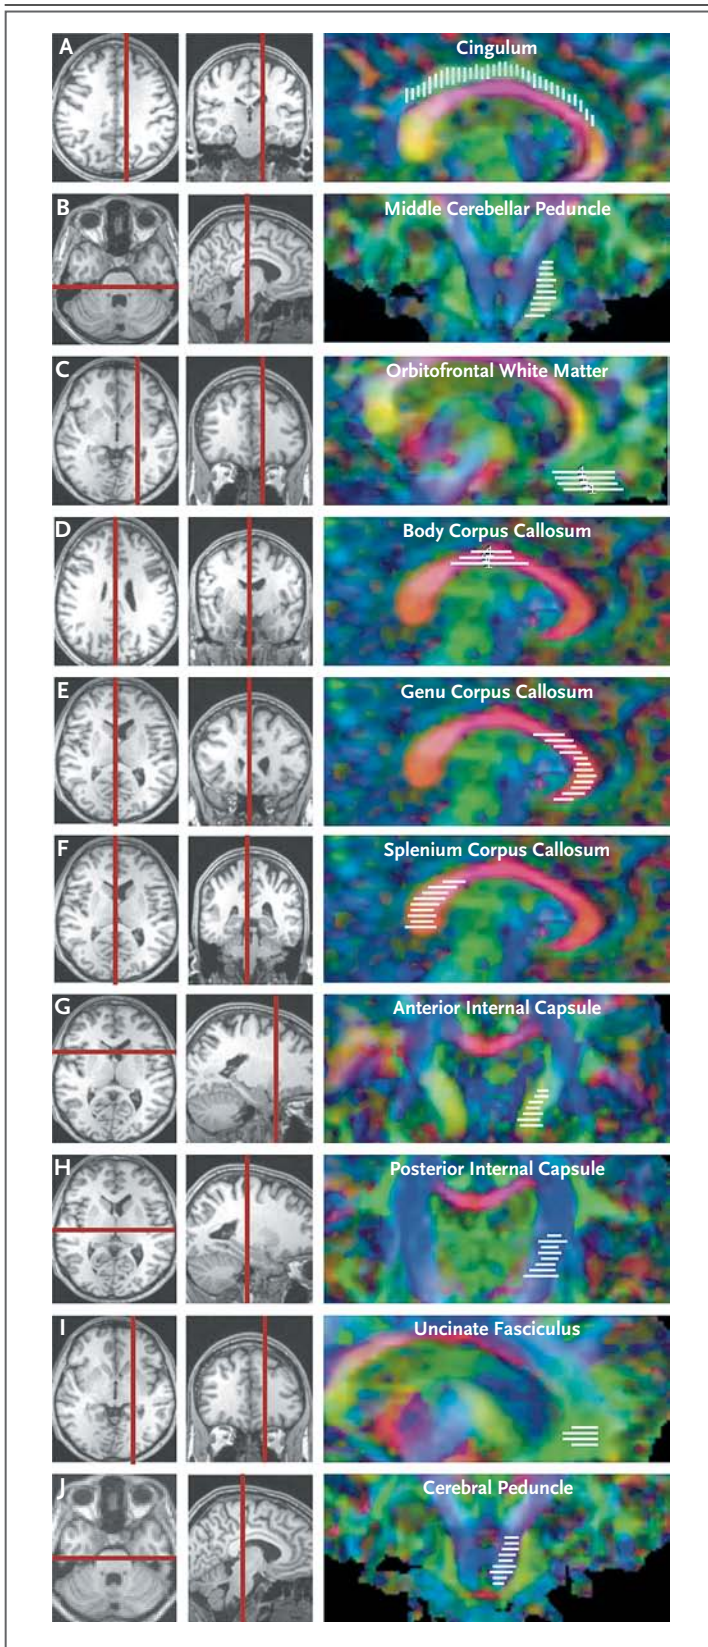 A
Cingulum
B
Middle Cerebellar Peduncle
C
Orbitofrontal White Matter
D
Body Corpus Callosum
E
Genu Corpus Callosum
F
Splenium Corpus Callosum
G
Anterior Internal Capsule
H
Posterior Internal Capsule
I
Uncinate Fasciculus
J
Cerebral Peduncle